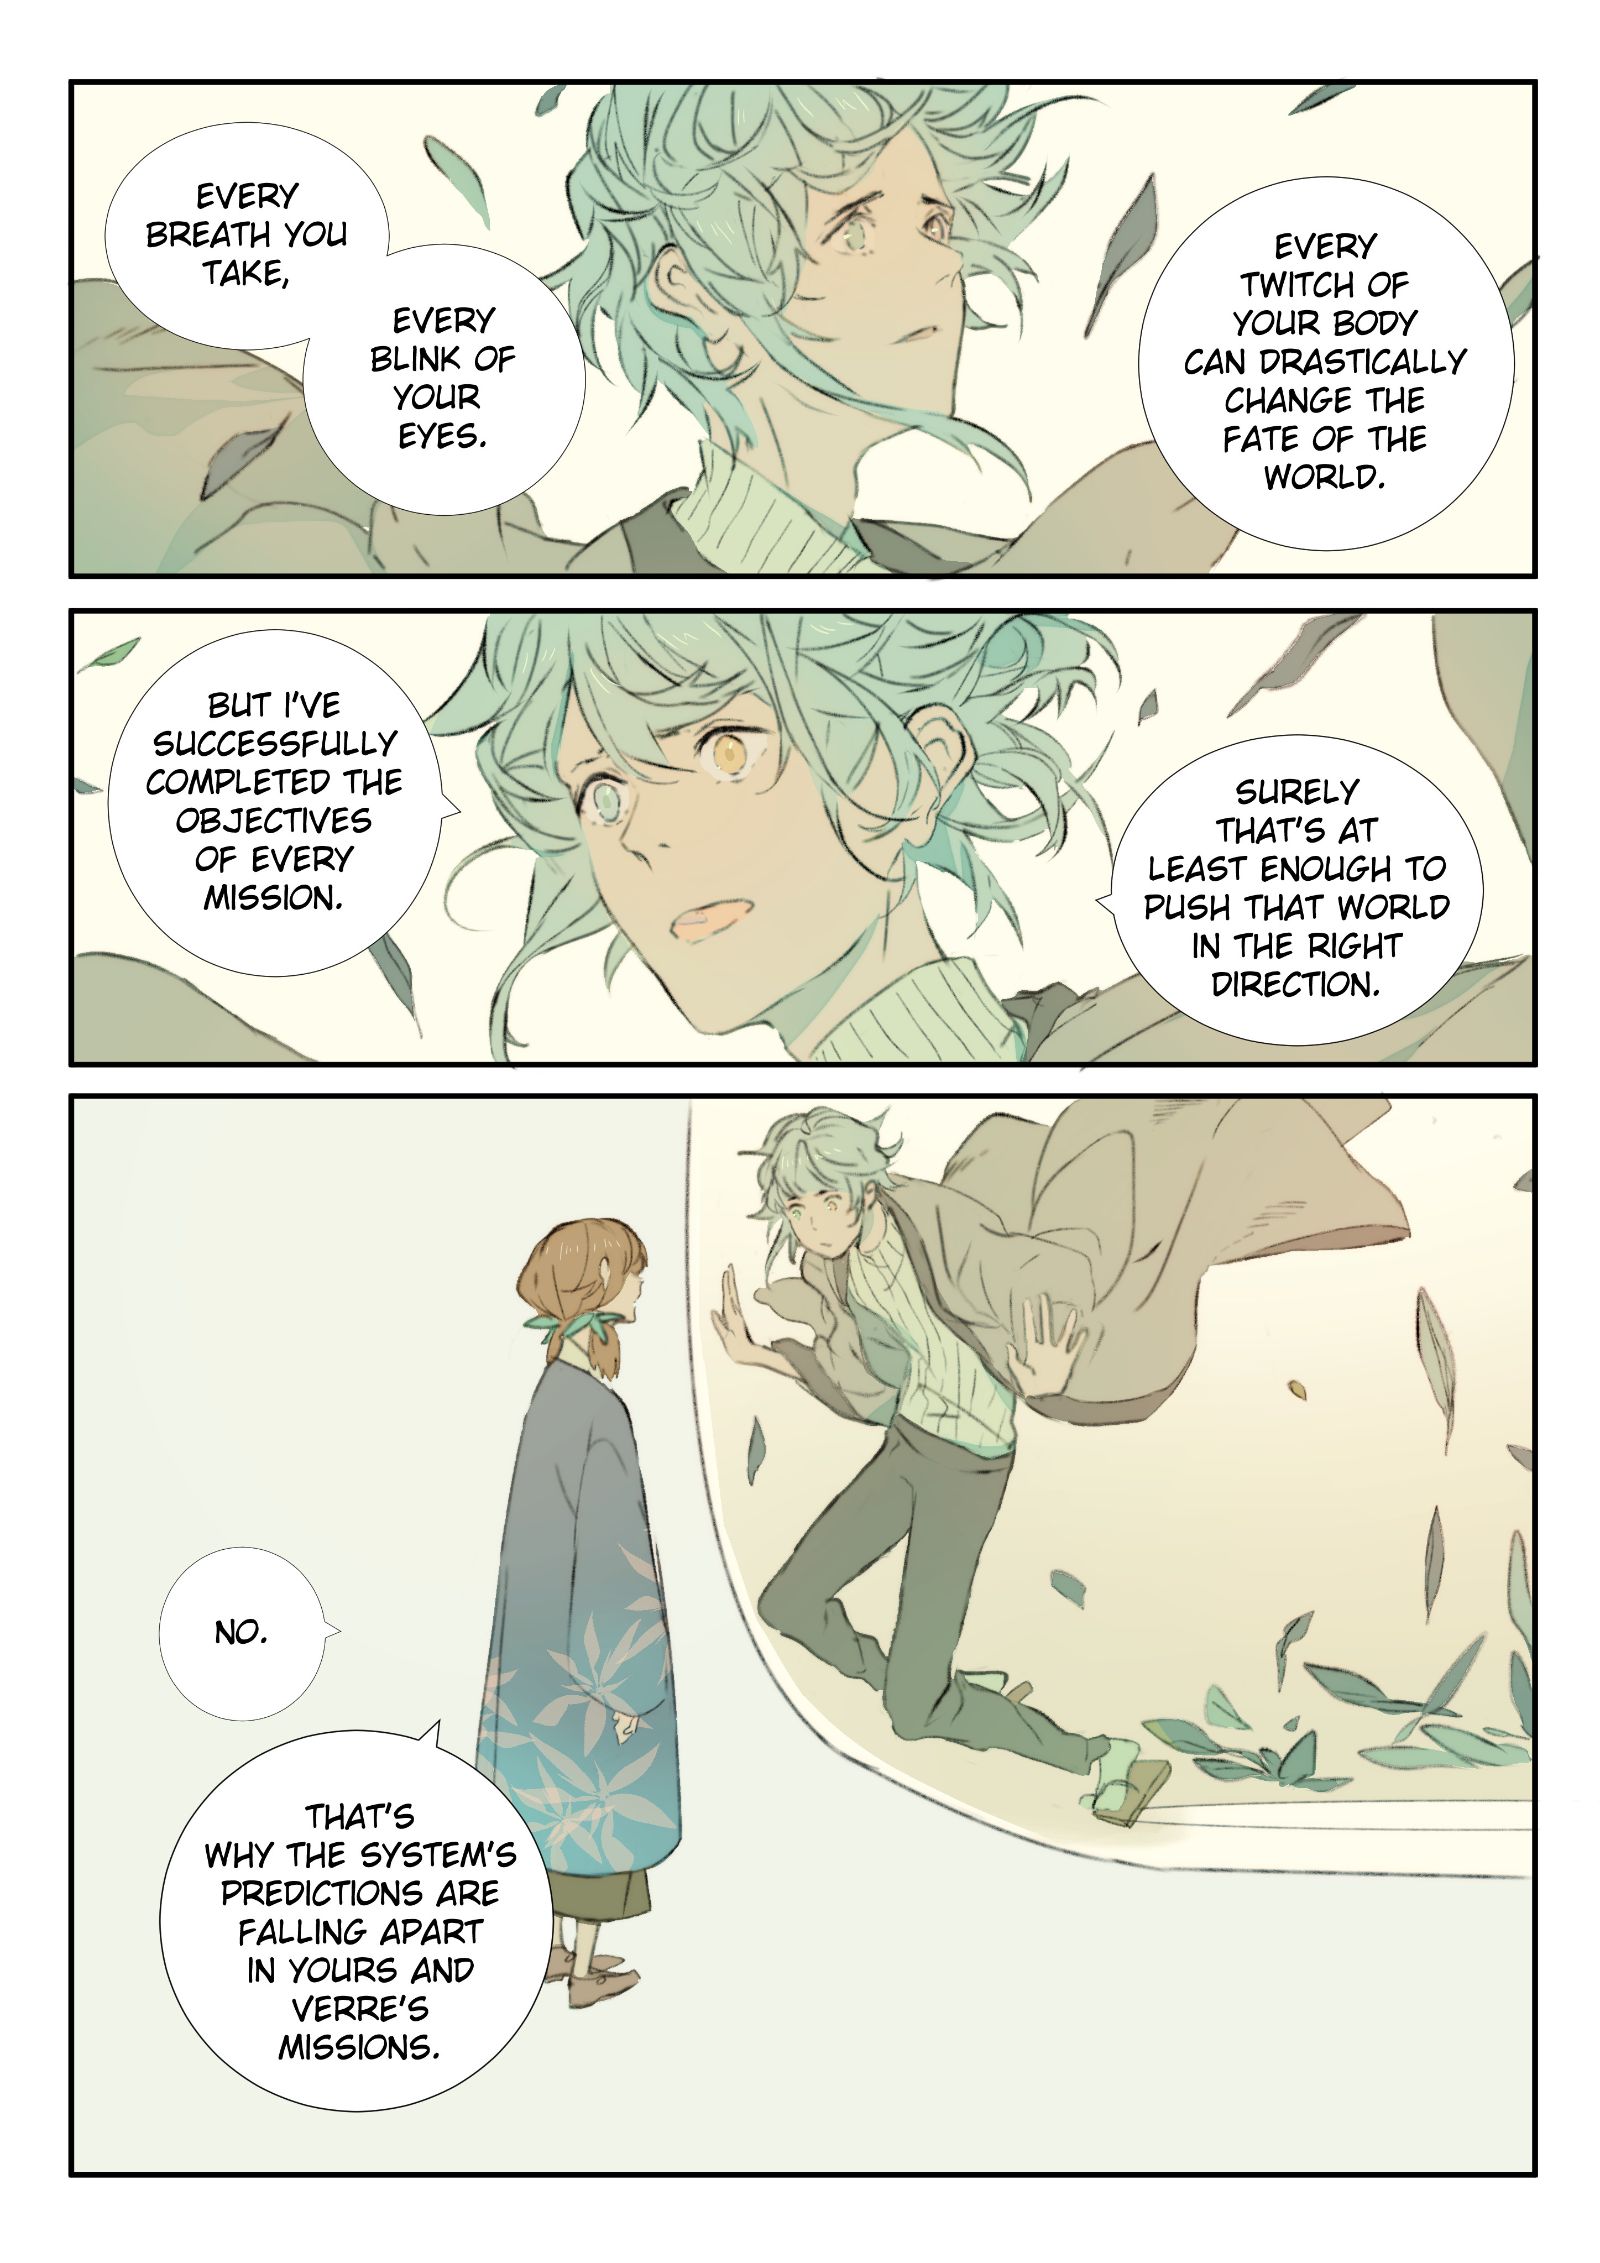 EVERY
BREATH YOU
TAKE,
EVERY
BLINK OF
YOUR
EYES.
EVERY
TWITCH OF
YOUR BODY
CAN DRASTICALLY
CHANGE THE
FATE OF THE
WORLD.
BUT I'VE
SUCCESSFULLY
COMPLETED THE
OBJECTIVES
OF EVERY
MISSION.
SURELY
THAT'S AT
LEAST ENOUGH TO
PUSH THAT WORLD
IN THE RIGHT
DIRECTION.
NO.
THAT'S
WHY THE SYSTEM'S
PREDICTIONS ARE
FALLING APART
IN YOURS AND
VERRE'S
MISSIONS.